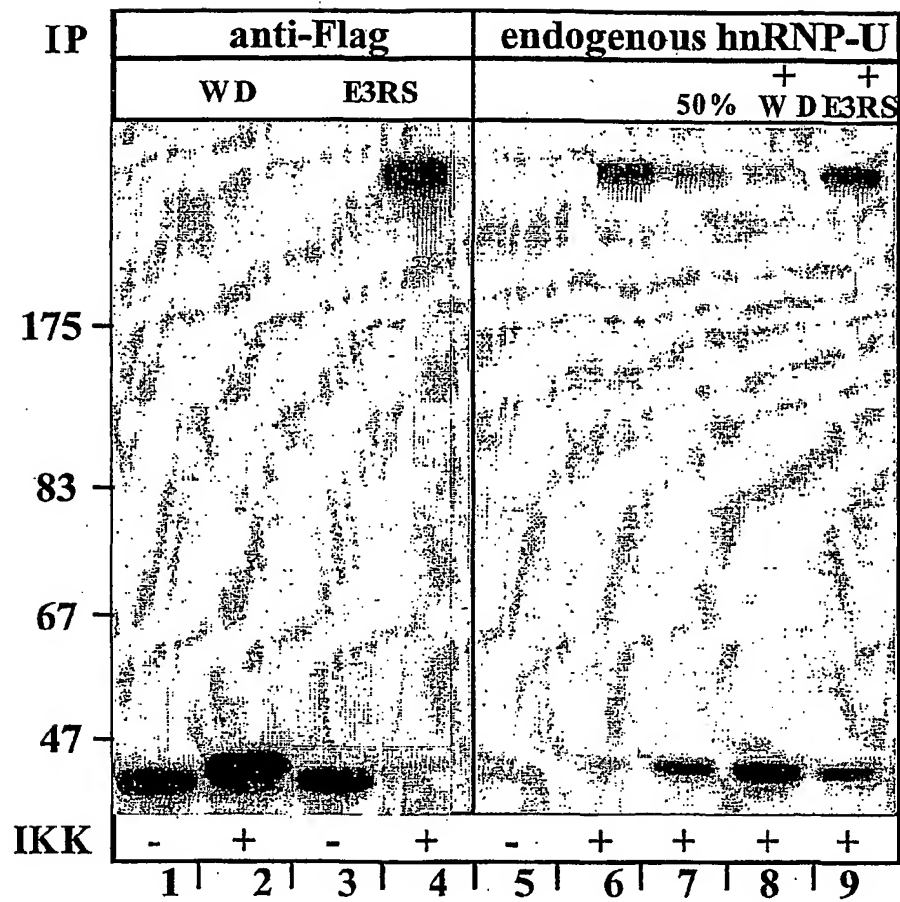 IP anti-Flag endogenous hnRNP-U
WD E3RS 50% + WD + E3RS
175
83
67
47
IKK - + - + - + + + +
1 2 3 4 5 6 7 8 9